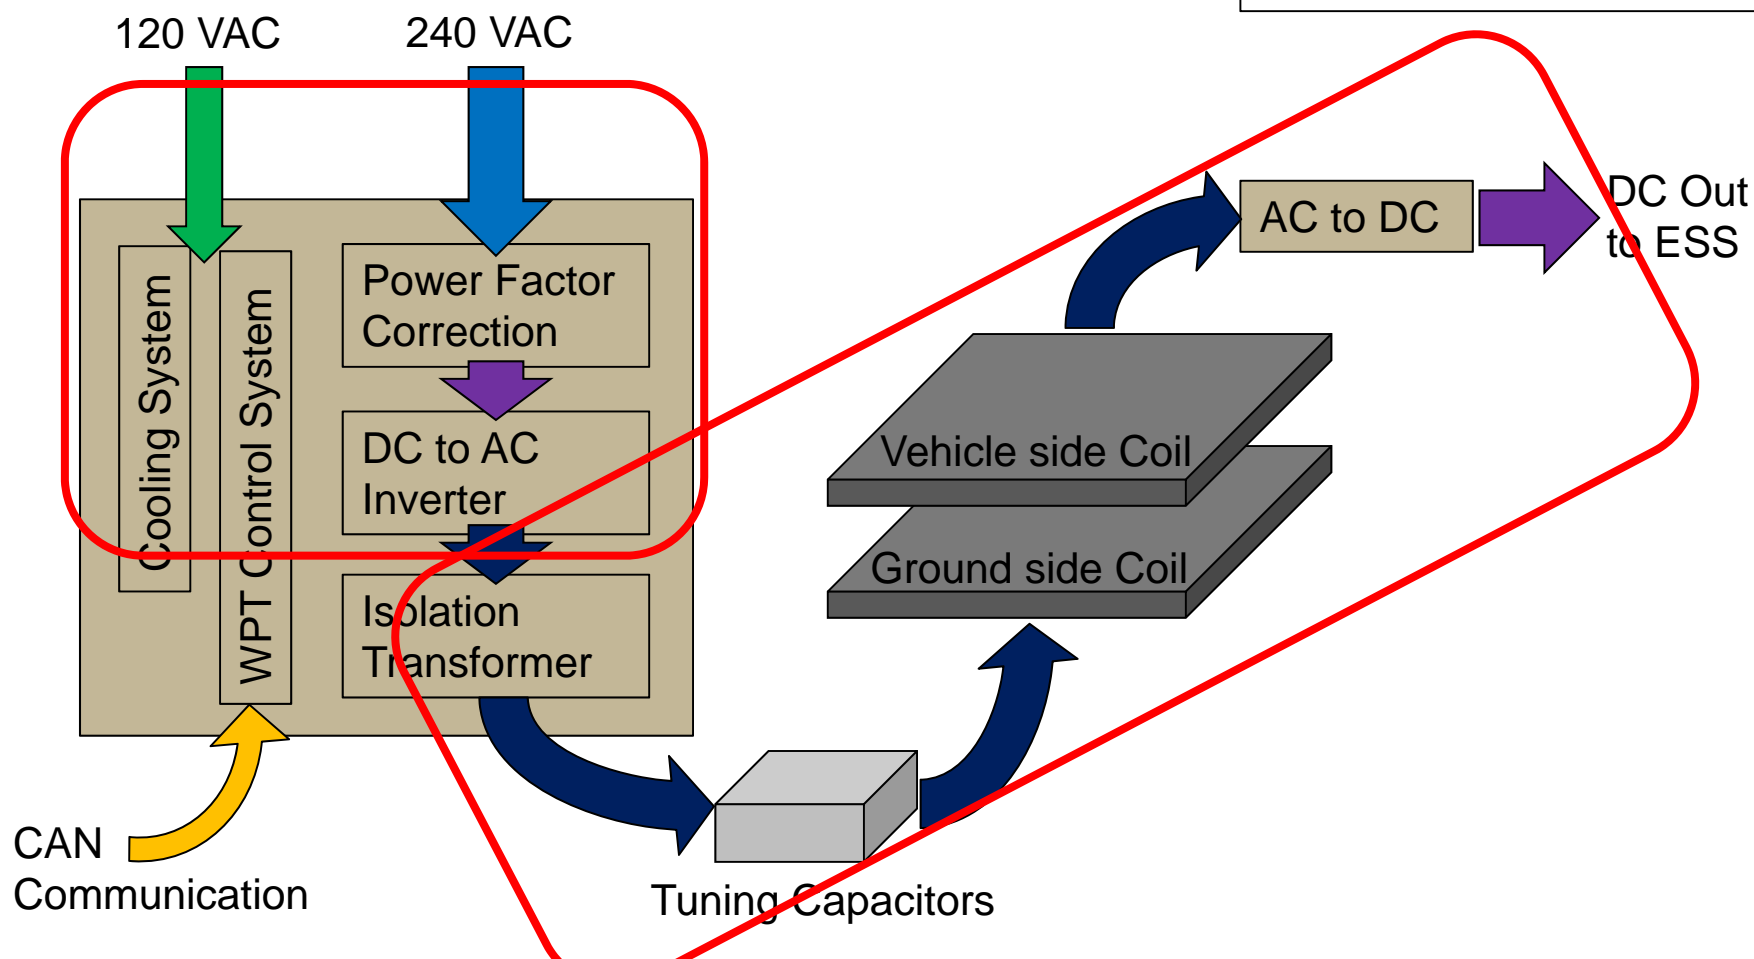 120 VAC
240 VAC
Cooling System
WPT Control System
Power Factor
Correction
DC to AC
Inverter
Isolation
Transformer
CAN
Communication
Tuning Capacitors
Ground side Coil
Vehicle side Coil
AC to DC
DC Out
to ESS